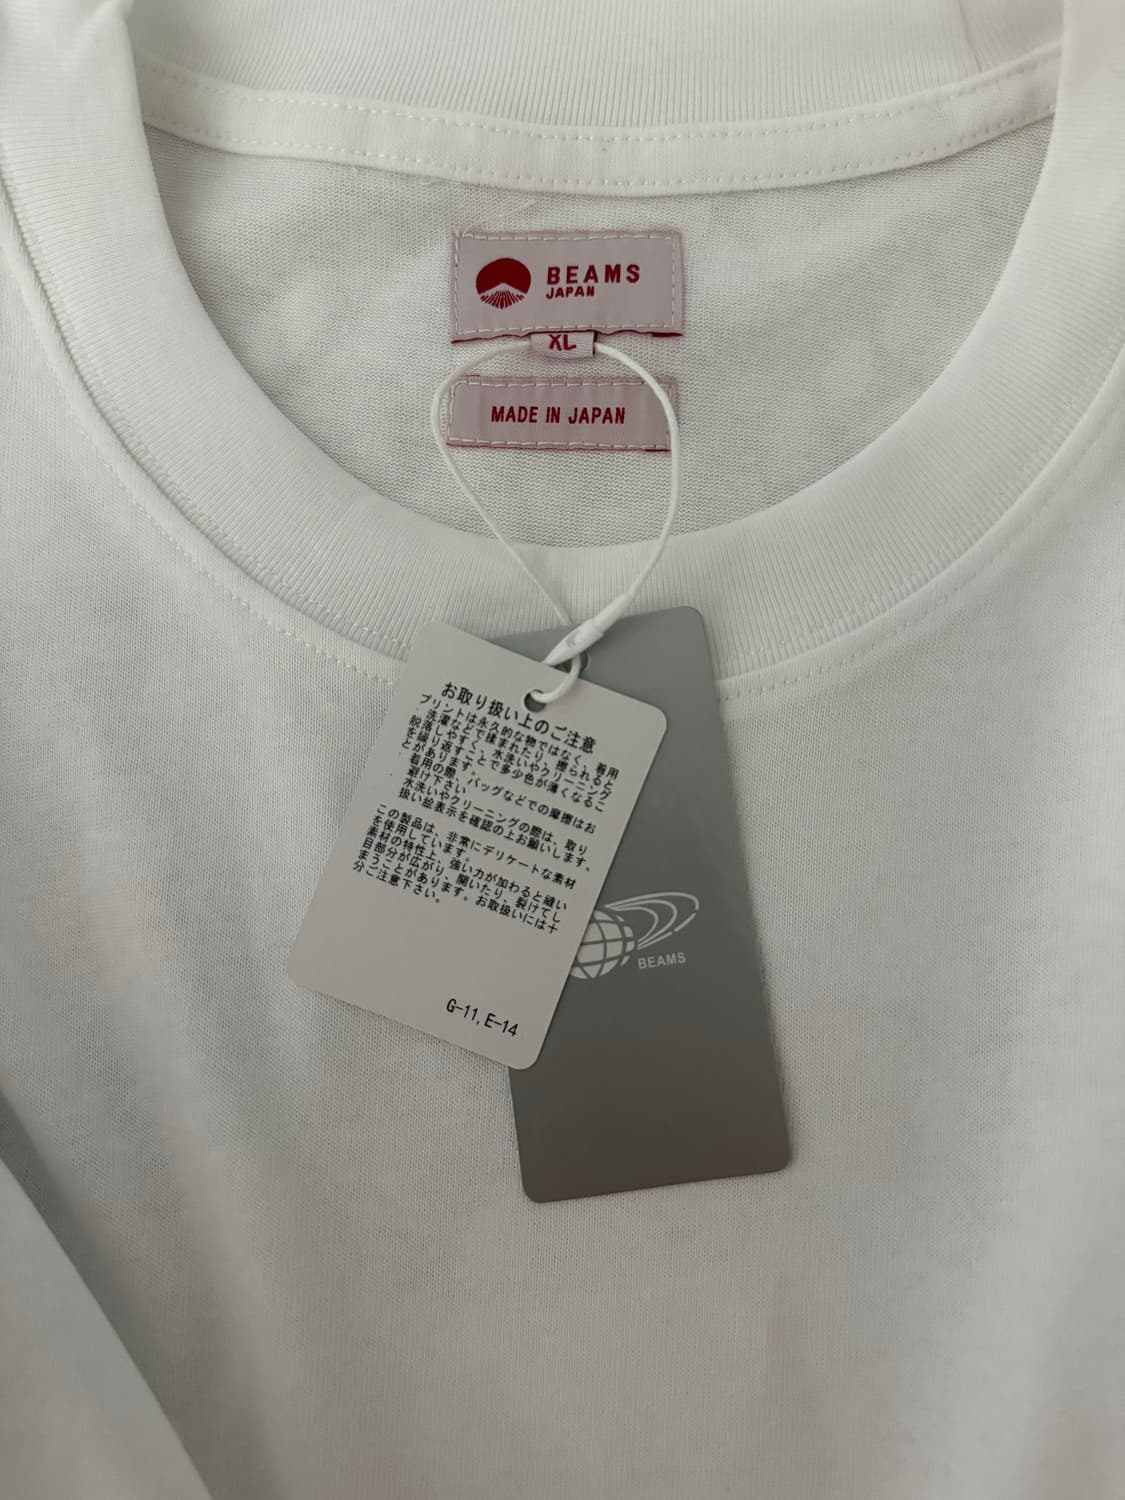 BEAMS
JAPAN
XL
MADE IN JAPAN
お取り扱い上のご注意
プリントは永久的な物ではなく、着用
・洗濯などで揉まれたり、擦られると
脱落しやすく、水洗いやクリーニング
を繰り返すことで多少色が薄くなるこ
とがあります。
・着用の際、バッグなどでの摩擦はお
避け下さい
・水洗いやクリーニングの際は、取り
扱い絵表示を確認の上お願いします。
この製品は、非常にデリケートな素材
を使用しています。
素材の特性上、強い力が加わると縫い
目部分が広がり、開いたり、裂けてし
まうことがあります。お取扱いには十
分ご注意下さい。
G-11, E-14
BEAMS